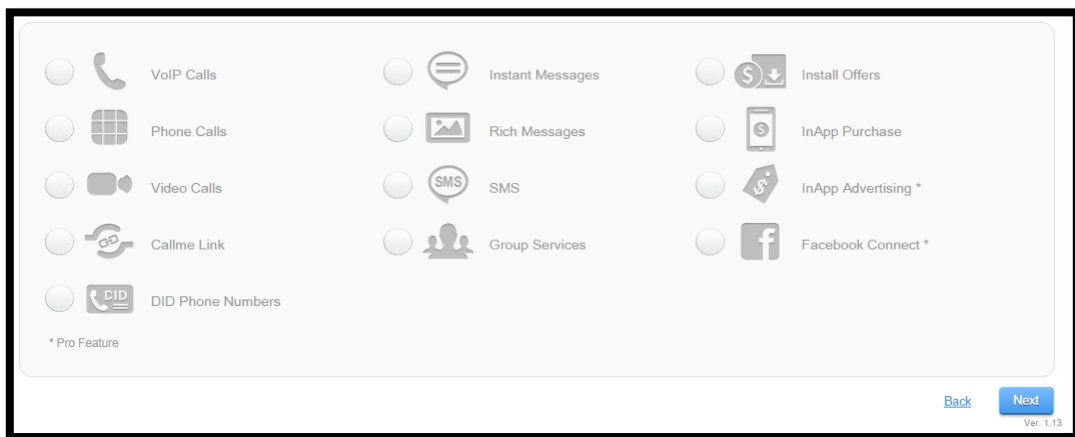 VoIP Calls
Instant Messages
Install Offers
Phone Calls
Rich Messages
InApp Purchase
Video Calls
SMS
SMS
InApp Advertising *
Callme Link
Group Services
Facebook Connect *
DID
DID Phone Numbers
* Pro Feature
Back
Next
Ver. 1.13